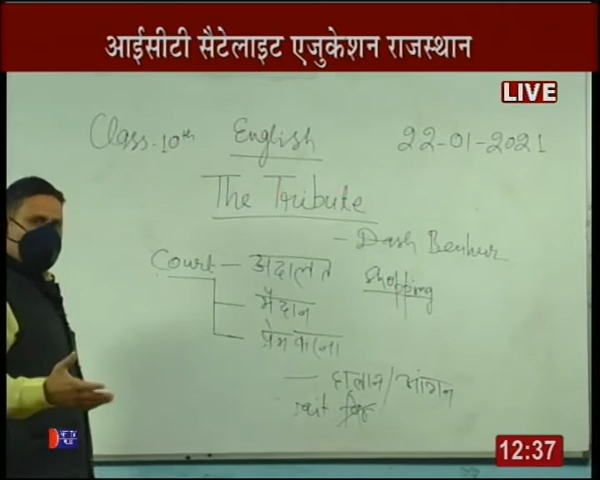 आईसीटी सैटेलाइट एजुकेशन राजस्थान
LIVE
Class-10th English 22-01-2021
The Tribute
- Dash Benhur
Court - अदालत Shopping
मैदान
प्रेम करना
- दालान/आंगन
12:37